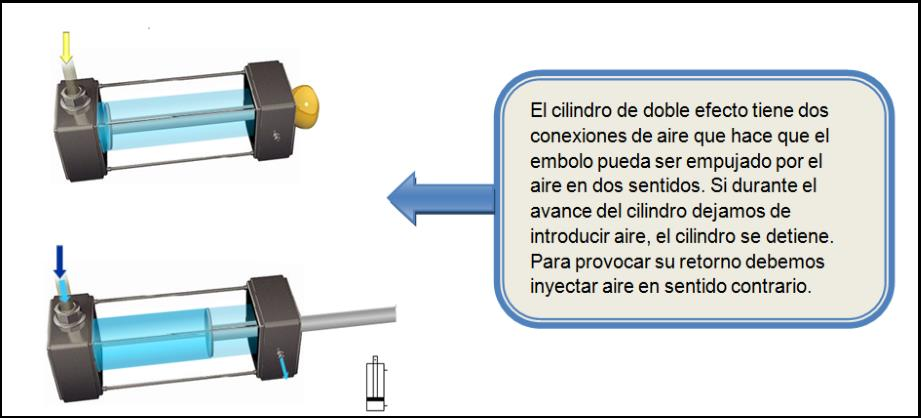 El cilindro de doble efecto tiene dos
conexiones de aire que hace que el
embolo pueda ser empujado por el
aire en dos sentidos. Si durante el
avance del cilindro dejamos de
introducir aire, el cilindro se detiene.
Para provocar su retorno debemos
inyectar aire en sentido contrario.